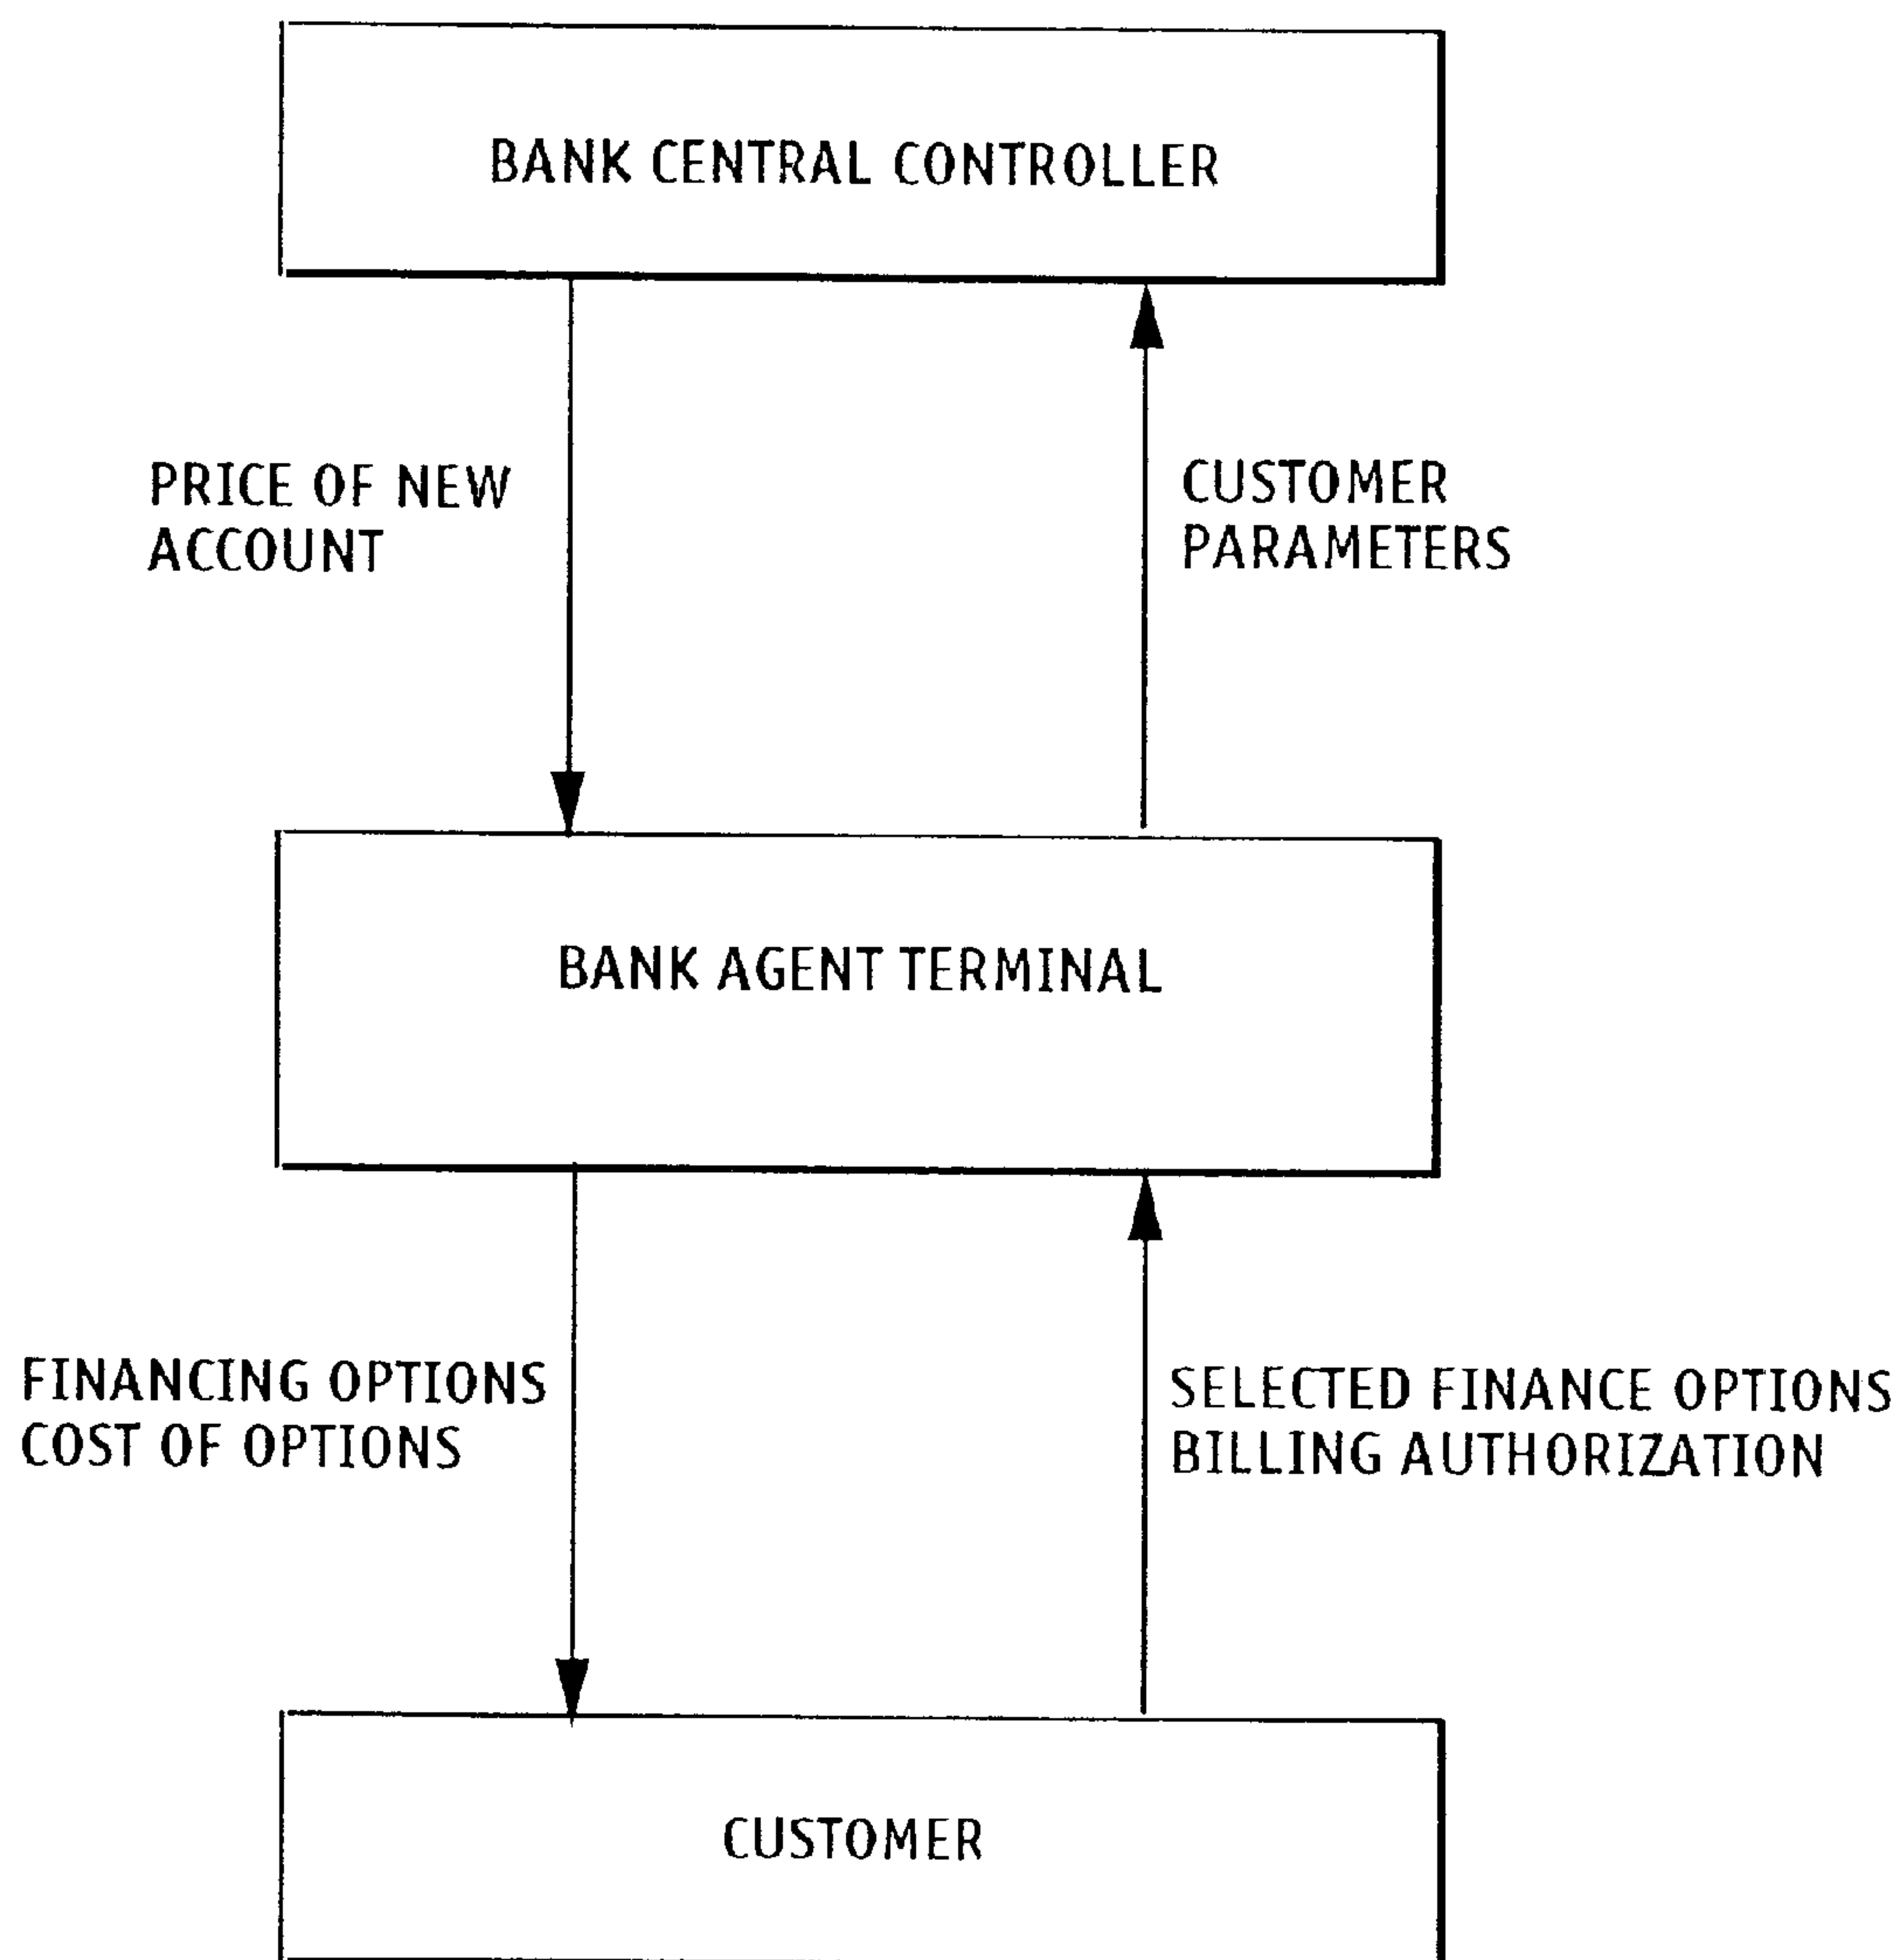 BANK CENTRAL CONTROLLER
PRICE OF NEW
ACCOUNT
CUSTOMER
PARAMETERS
BANK AGENT TERMINAL
FINANCING OPTIONS
COST OF OPTIONS
SELECTED FINANCE OPTIONS
BILLING AUTHORIZATION
CUSTOMER